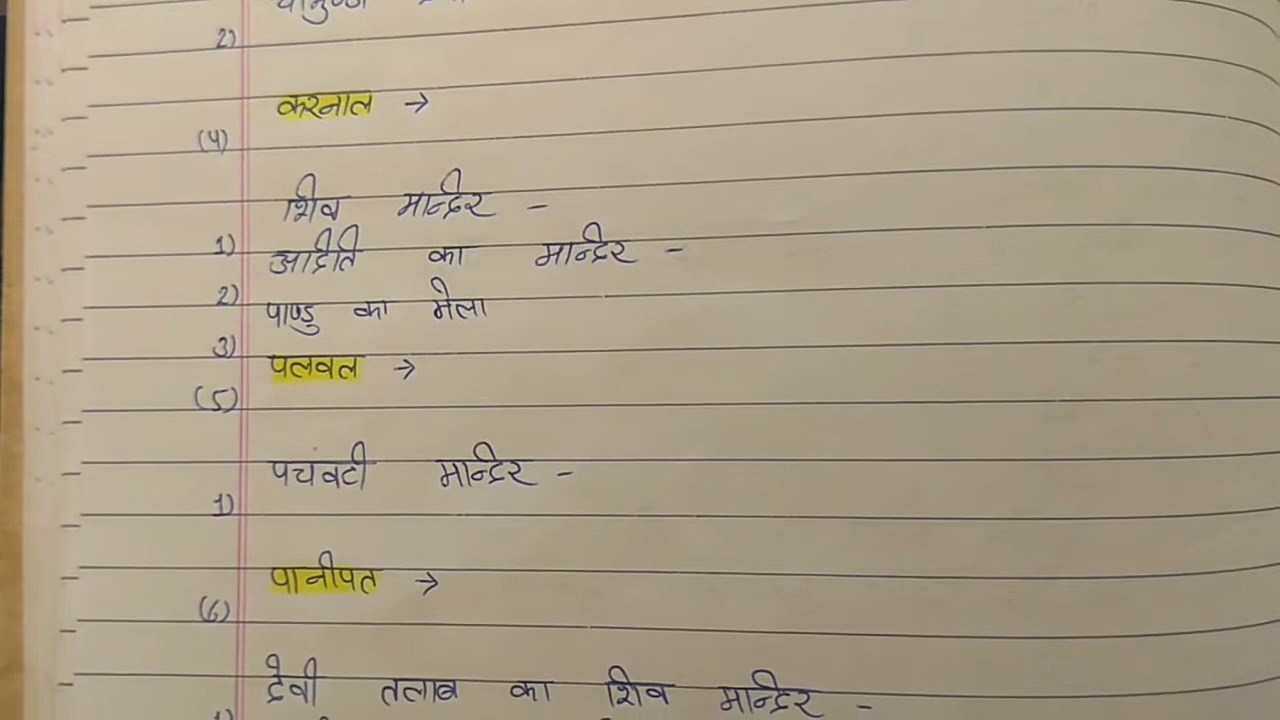 2)
करनाल →
(4)
शिव मन्दिर -
1)
आदिति का मन्दिर -
2)
पाण्डु का मेला
3)
पलवल →
(5)
पचंवटी मन्दिर -
1)
पानीपत →
(6)
देवी तलाब का शिव मन्दिर -